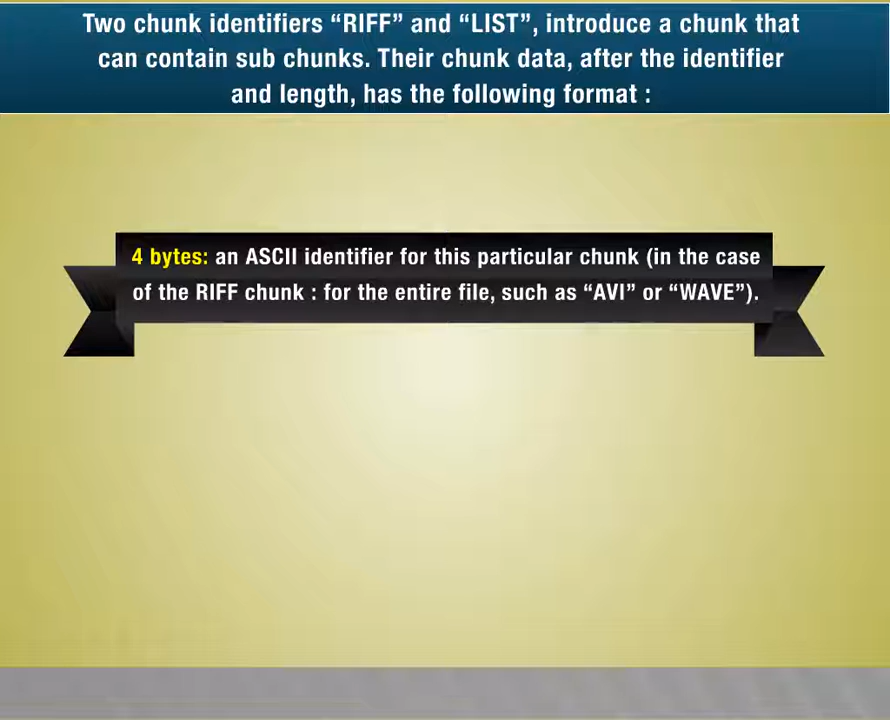 Two chunk identifiers “RIFF” and “LIST”, introduce a chunk that
can contain sub chunks. Their chunk data, after the identifier
and length, has the following format :
4 bytes: an ASCII identifier for this particular chunk (in the case
of the RIFF chunk : for the entire file, such as “AVI” or “WAVE”).